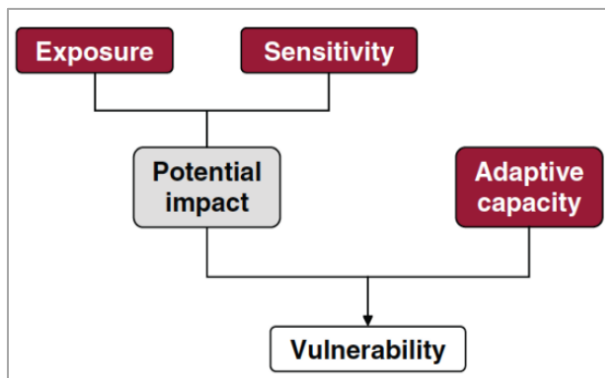 Exposure
Sensitivity
Potential
impact
Adaptive
capacity
Vulnerability